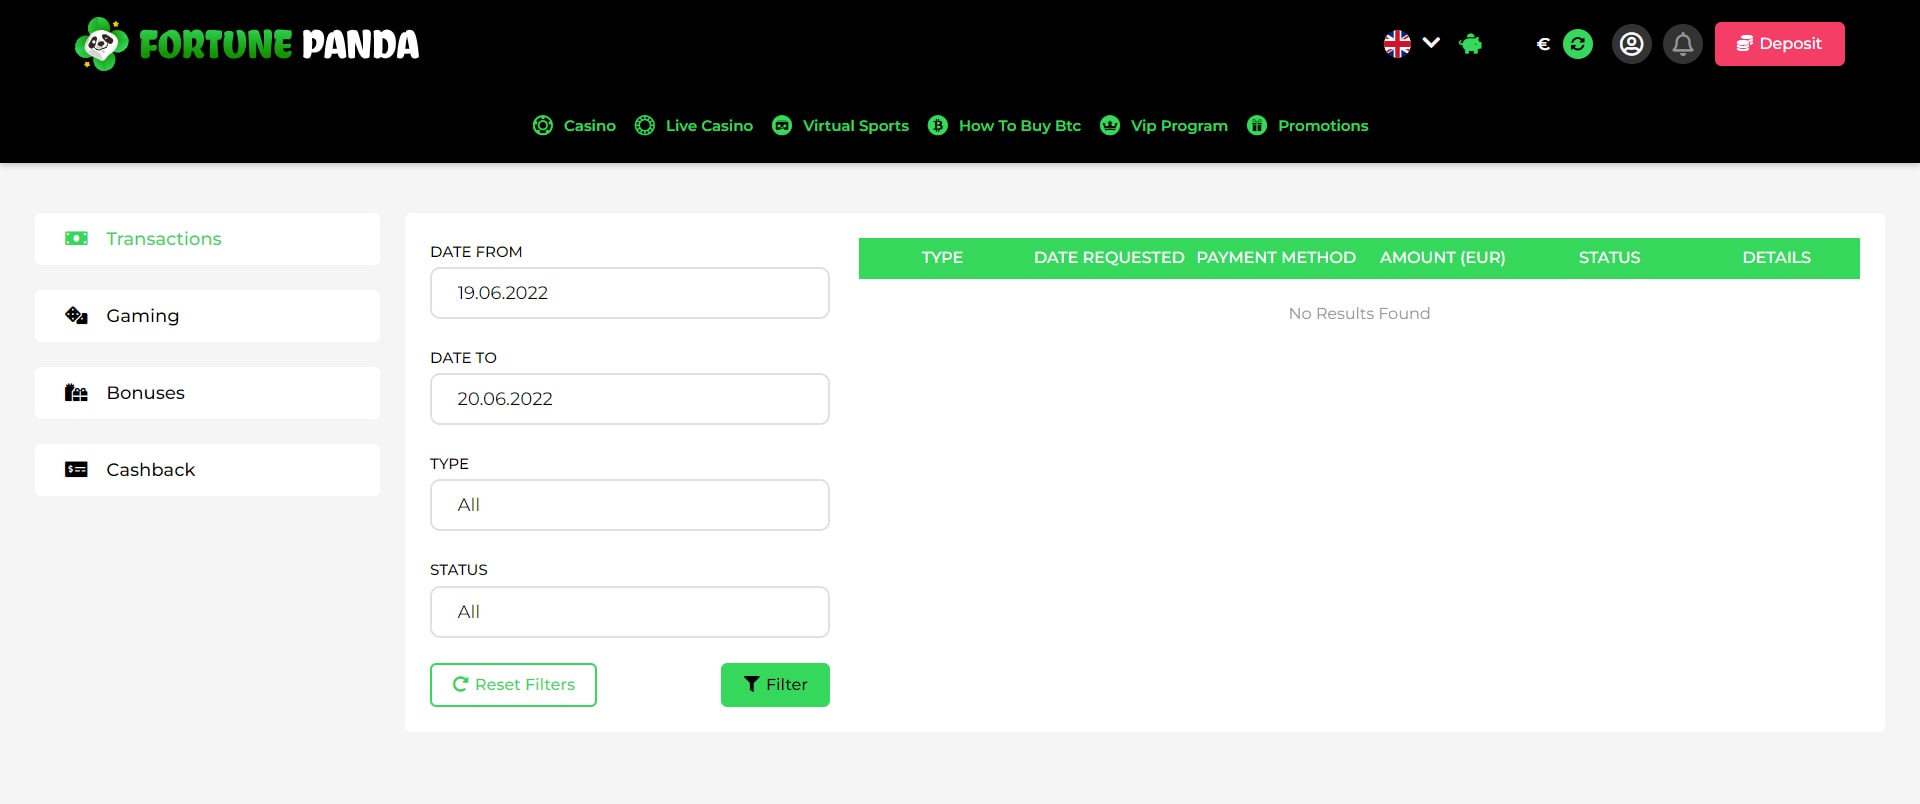 FORTUNE PANDA
€
Deposit
Casino
Live Casino
Virtual Sports
How To Buy Btc
Vip Program
Promotions
Transactions
Gaming
Bonuses
Cashback
DATE FROM
19.06.2022
DATE TO
20.06.2022
TYPE
All
STATUS
All
Reset Filters
Filter
TYPE DATE REQUESTED PAYMENT METHOD AMOUNT (EUR) STATUS DETAILS
No Results Found